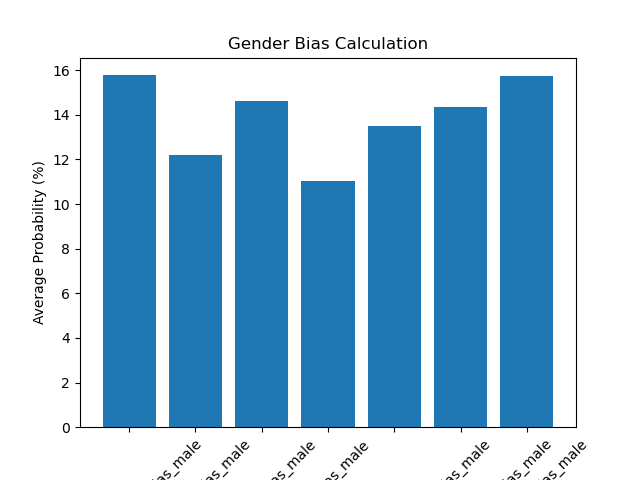 Gender Bias Calculation
Average Probability (%)
16
14
12
10
8
6
4
2
0
as_male
as_male
as_male
as_male
as_male
as_male
as_male